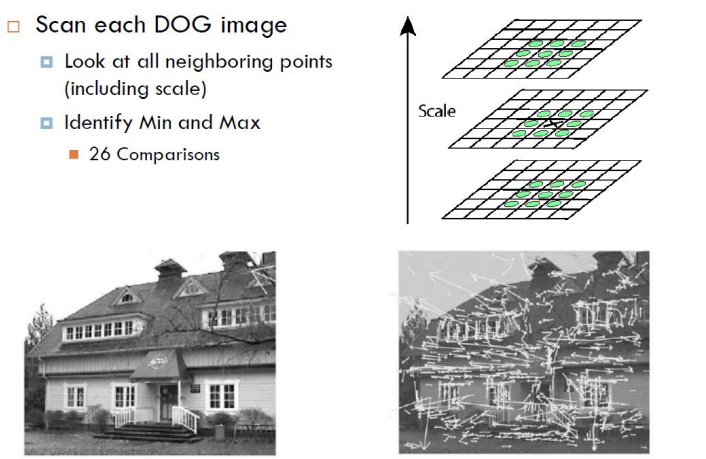 Scan each DOG image
Look at all neighboring points
(including scale)
Identify Min and Max
26 Comparisons
Scale